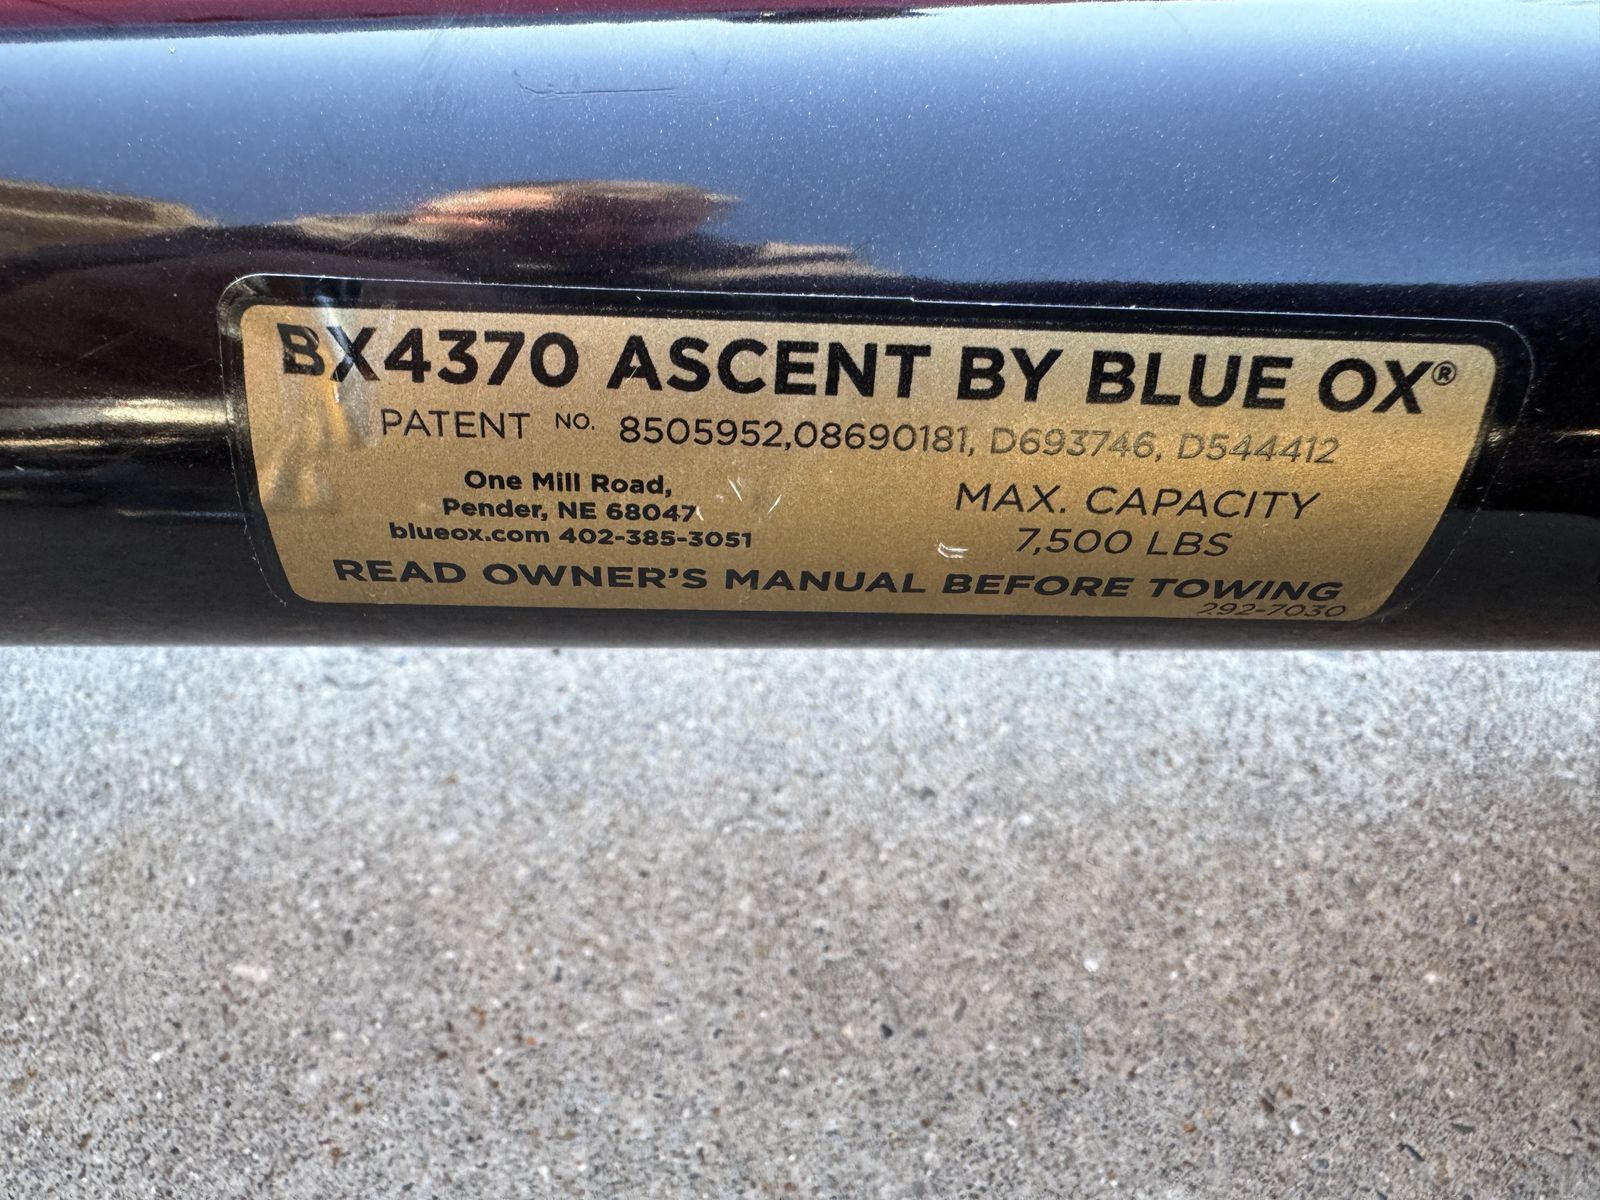 BX4370 ASCENT BY BLUE OX®
PATENT NO. 8505952,08690181, D693746, D544412
One Mill Road,
Pender, NE 68047
blueox.com 402-385-3051
MAX. CAPACITY
7,500 LBS
READ OWNER'S MANUAL BEFORE TOWING
292-7030